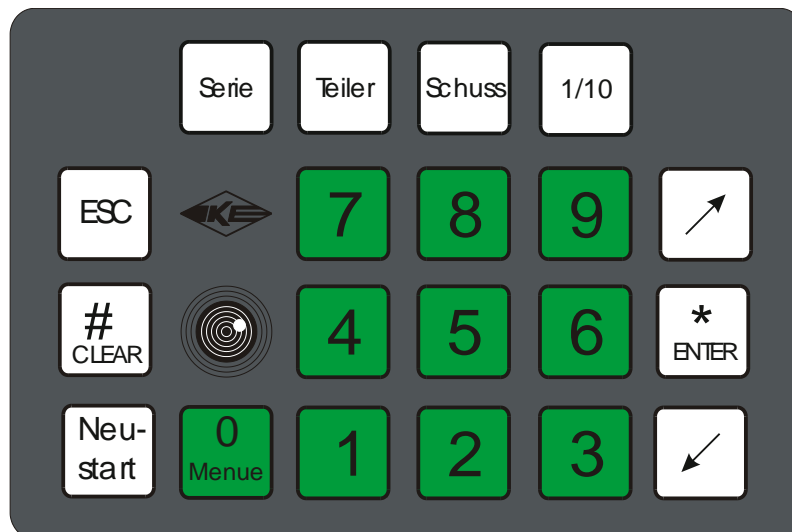 Serie Teiler Schuss 1/10
ESC 7 8 9
#
CLEAR 4 5 6 *
ENTER
Neu-
start 0
Menue 1 2 3